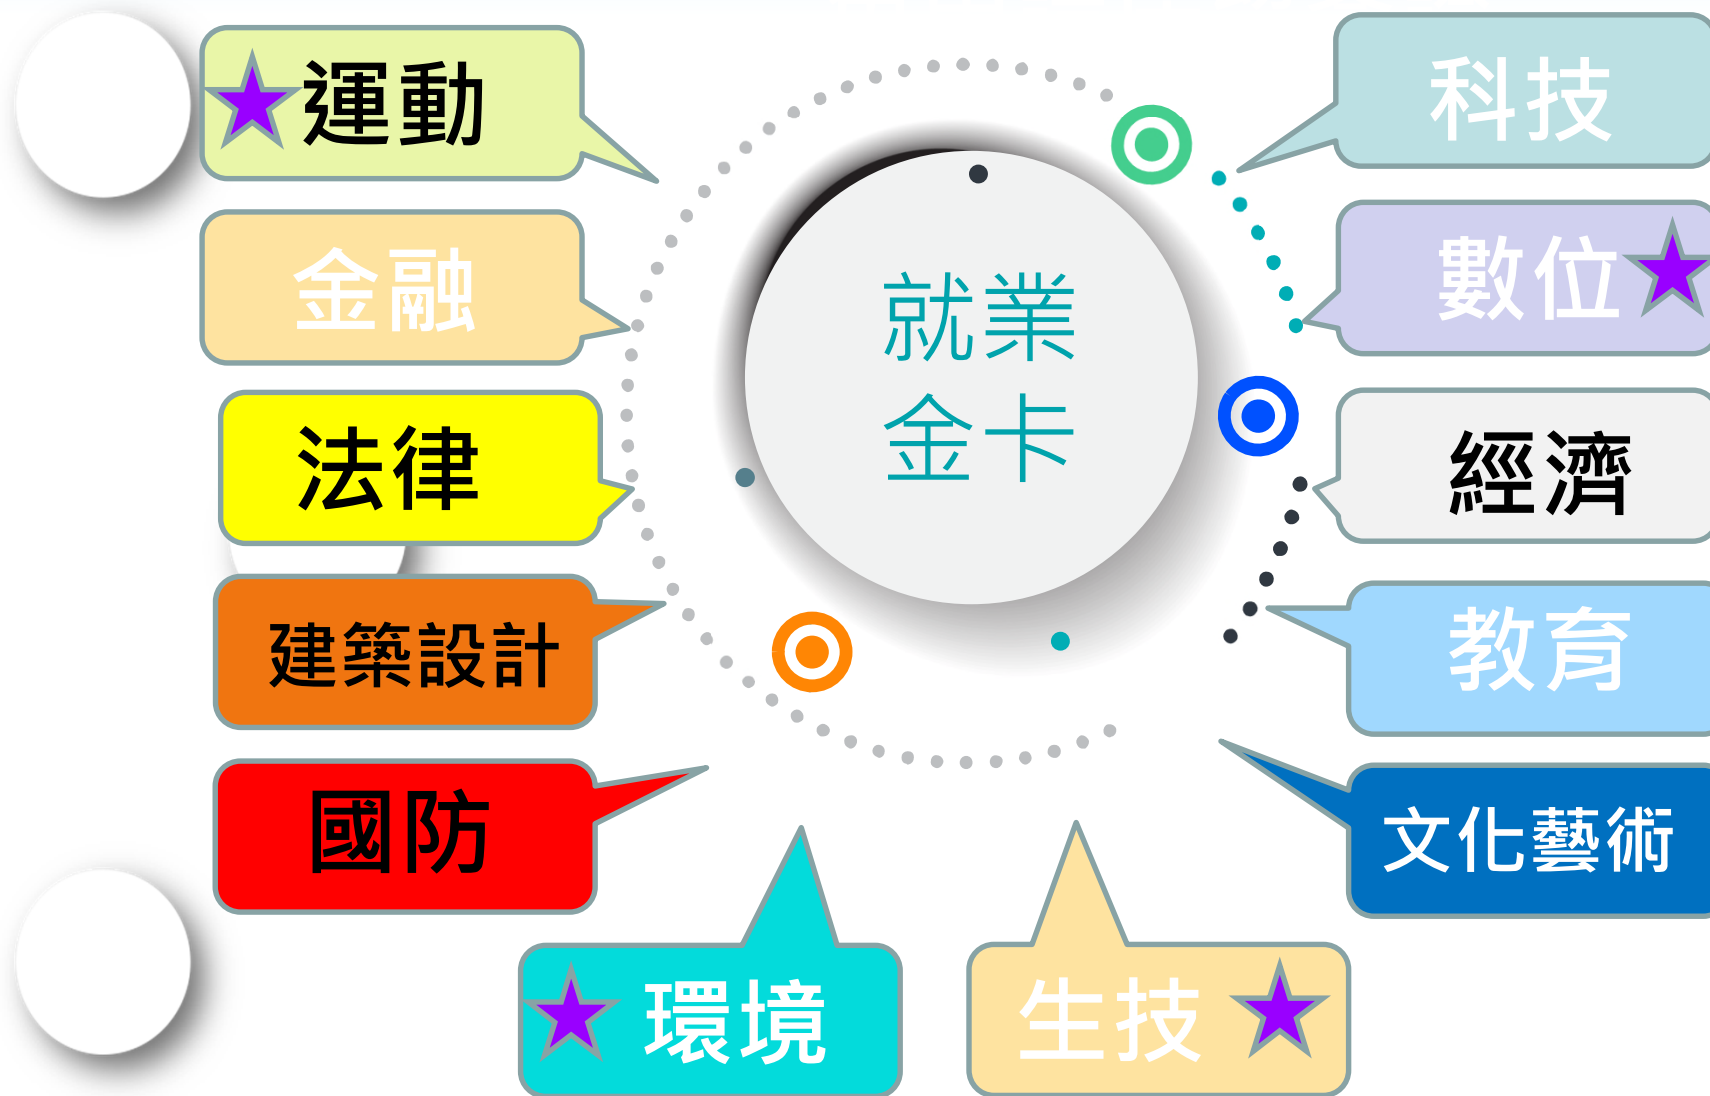 運動
金融
法律
建築設計
國防
就業
金卡
科技
數位
經濟
教育
文化藝術
環境
生技